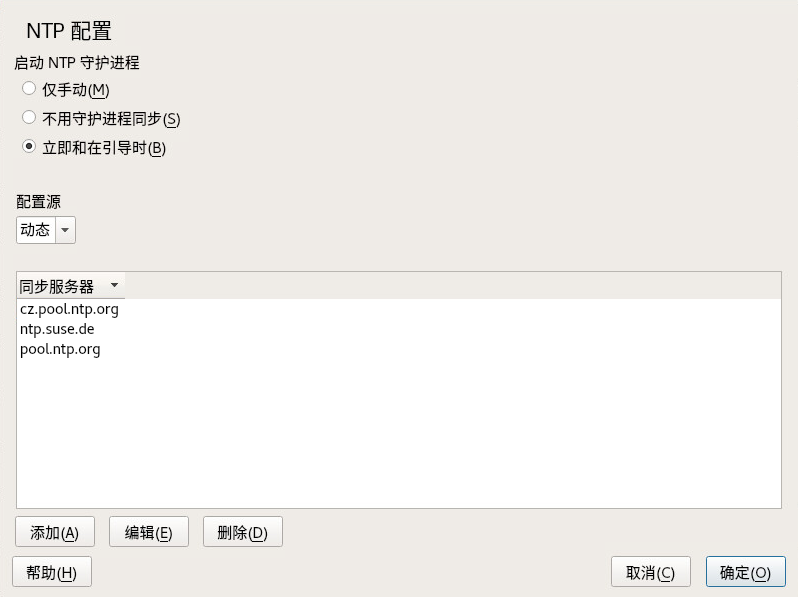 NTP 配置
启动 NTP 守护进程
仅手动(M)
不用守护进程同步(S)
立即和在引导时(B)
配置源
动态
同步服务器
cz.pool.ntp.org
ntp.suse.de
pool.ntp.org
添加(A) 编辑(E) 删除(D)
帮助(H) 取消(C) 确定(O)